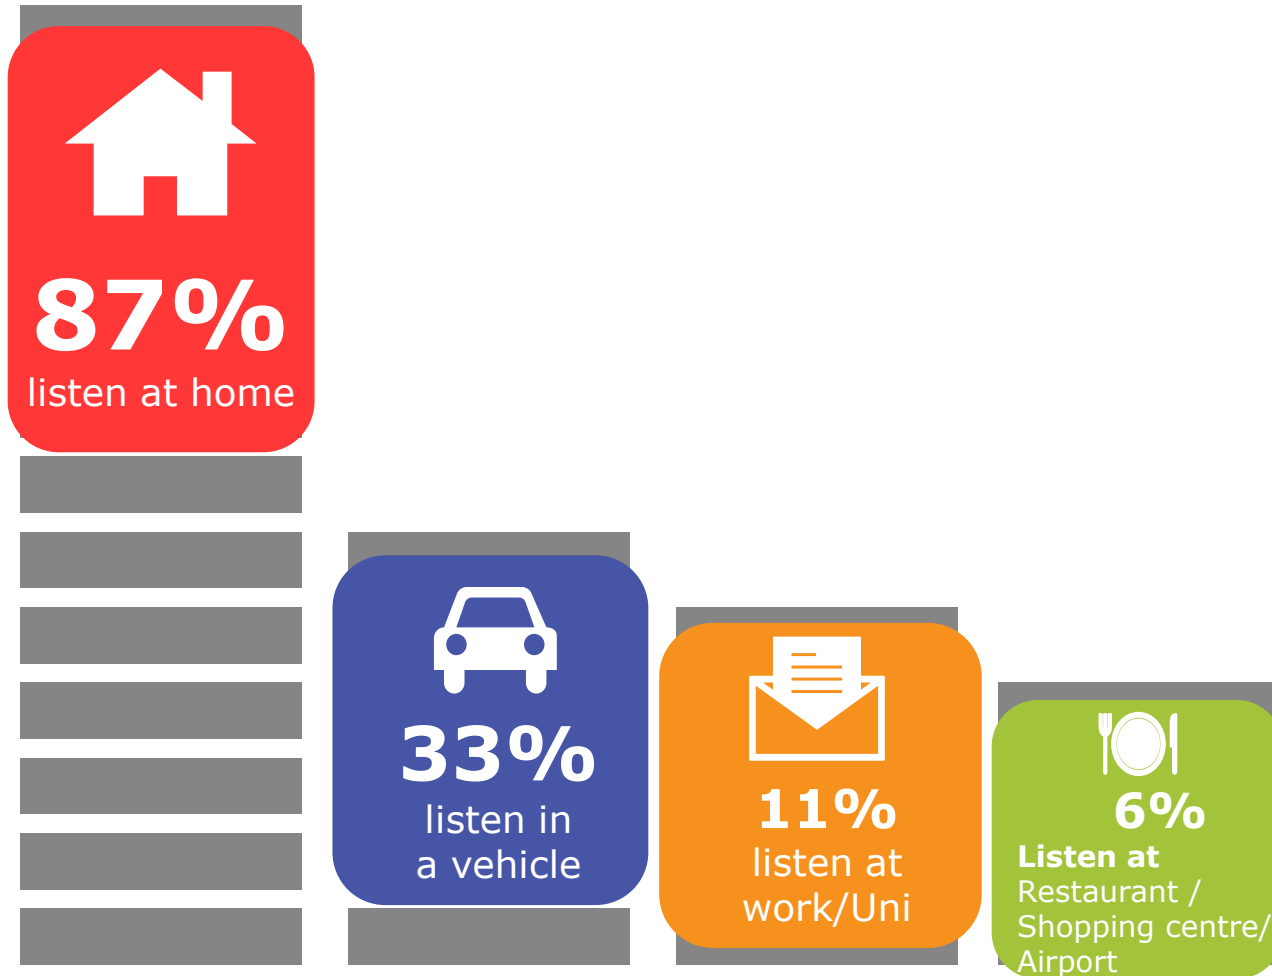 87%
listen at home
33%
listen in
a vehicle
11%
listen at
work/Uni
6%
Listen at
Restaurant /
Shopping centre/
Airport